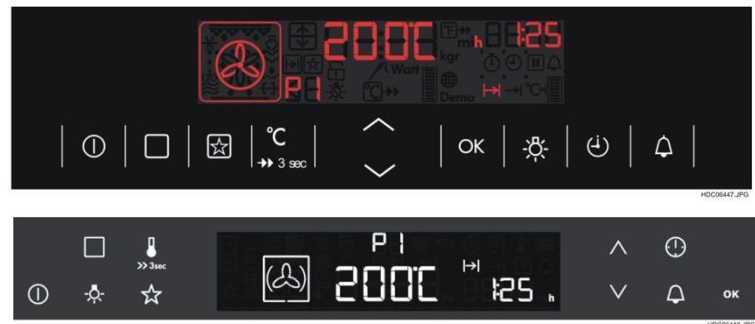 200°C
h 1:25
P1
Watt
kgr
Demo
°C
3 sec
OK
HDC06447.JPG
P1
200°C
1:25 h
>> 3sec
OK